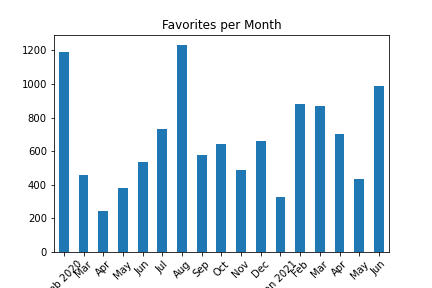 Favorites per Month
1200
1000
800
600
400
200
0
2020
Mar
Apr
May
Jun
Jul
Aug
Sep
Oct
Nov
Dec
2021
Feb
Mar
Apr
May
Jun